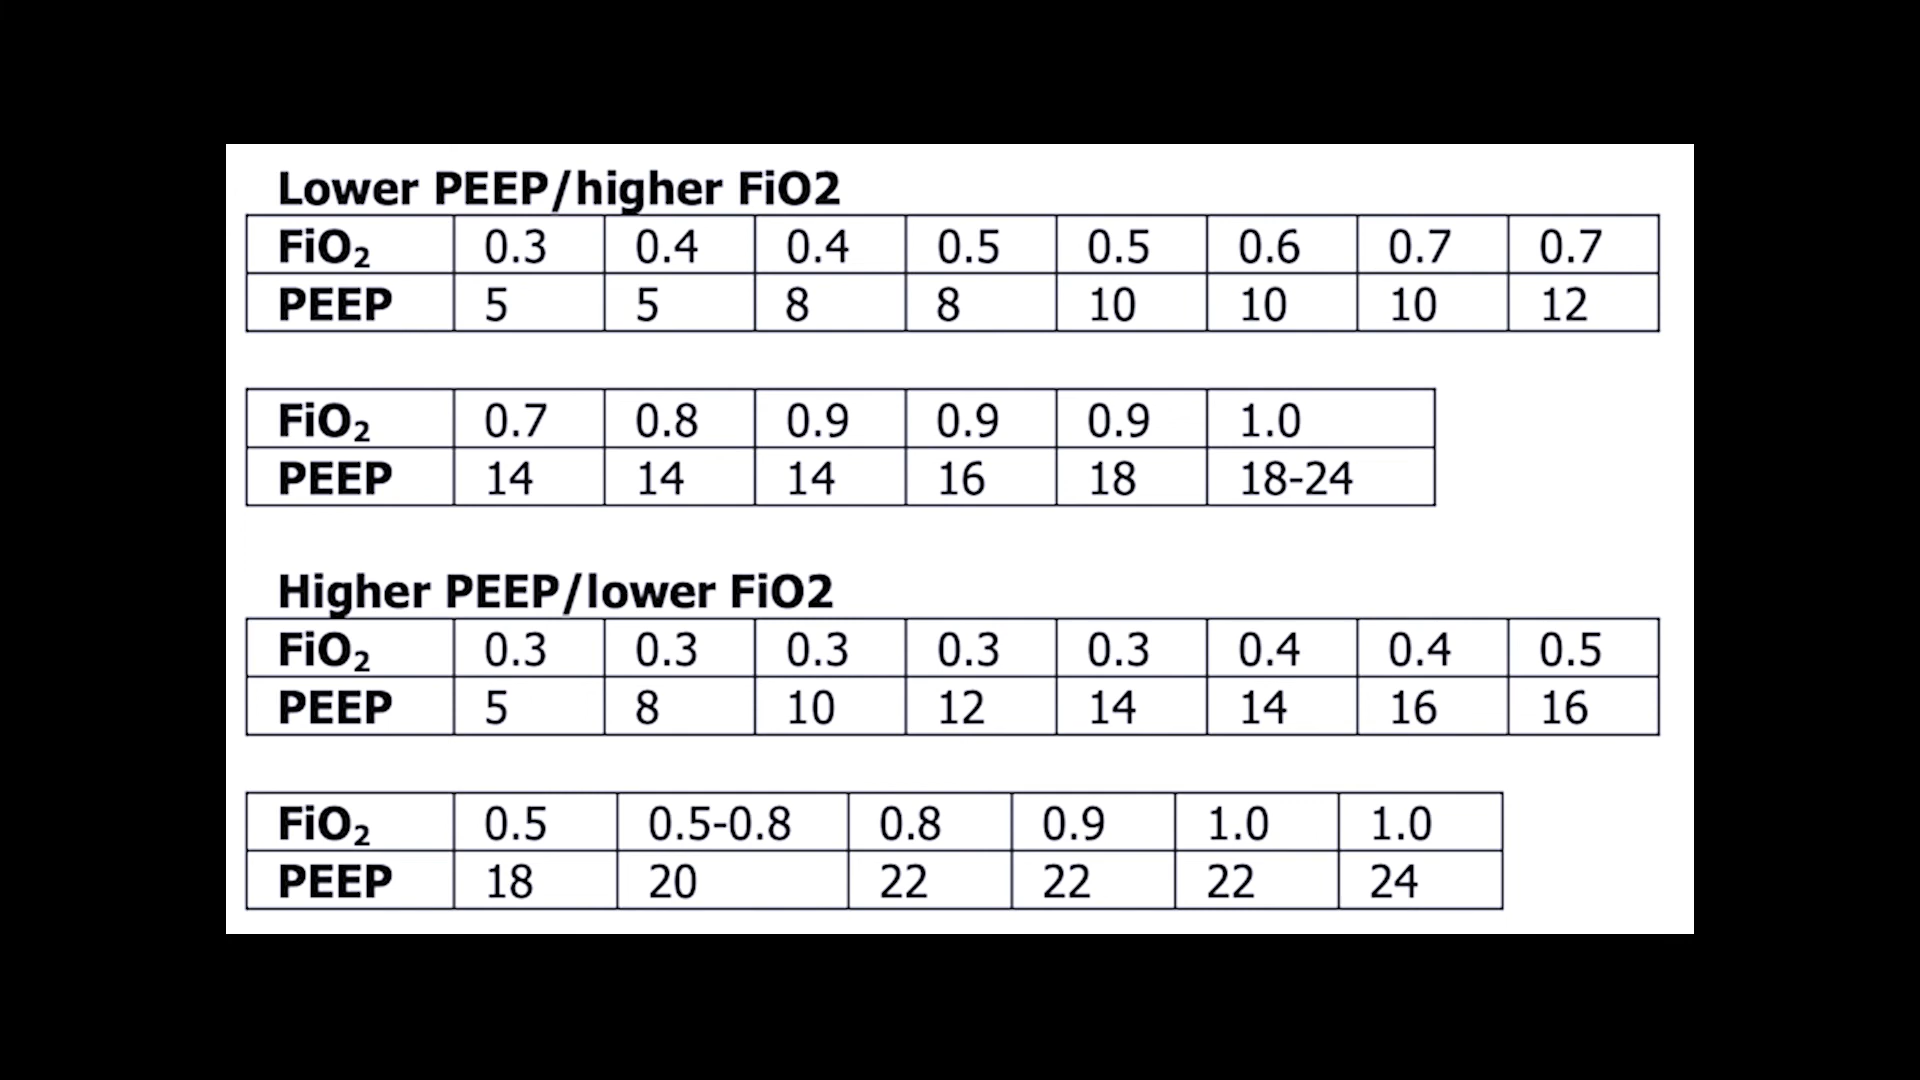 Lower PEEP/higher FiO2
FiO₂ 0.3 0.4 0.4 0.5 0.5 0.6 0.7 0.7
PEEP 5 5 8 8 10 10 10 12
FiO₂ 0.7 0.8 0.9 0.9 0.9 1.0
PEEP 14 14 14 16 18 18-24
Higher PEEP/lower FiO2
FiO₂ 0.3 0.3 0.3 0.3 0.3 0.4 0.4 0.5
PEEP 5 8 10 12 14 14 16 16
FiO₂ 0.5 0.5-0.8 0.8 0.9 1.0 1.0
PEEP 18 20 22 22 22 24